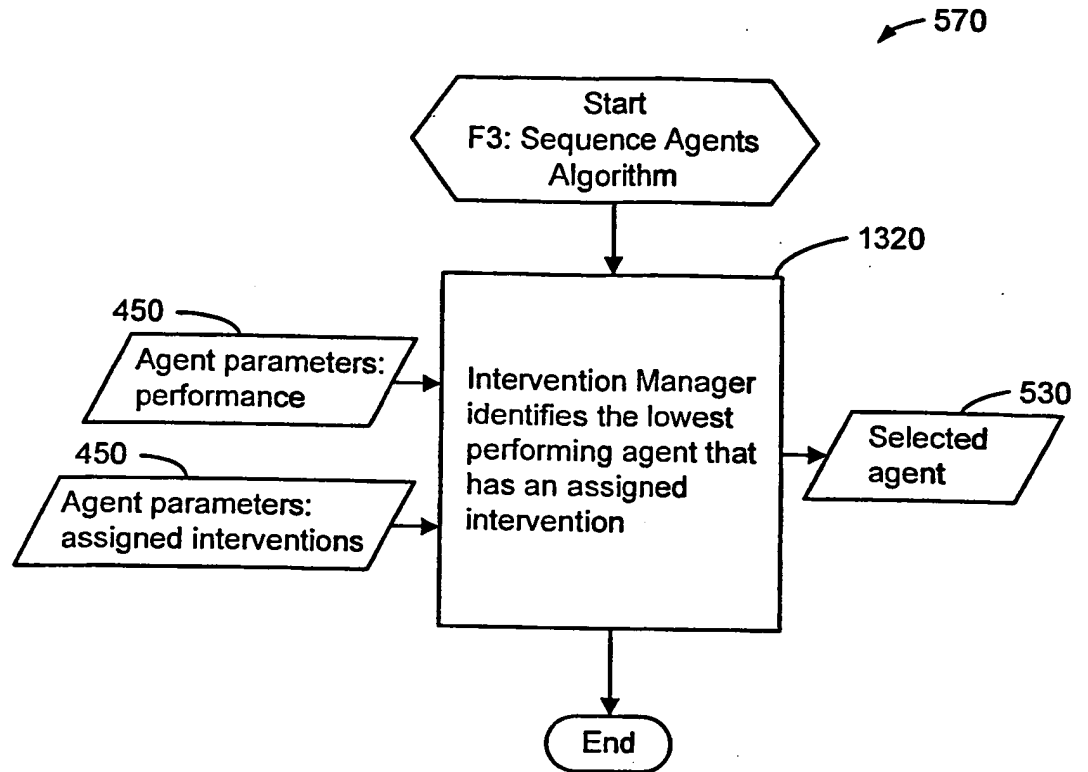 570
Start
F3: Sequence Agents
Algorithm
1320
450
Agent parameters:
performance
450
Agent parameters:
assigned interventions
Intervention Manager
identifies the lowest
performing agent that
has an assigned
intervention
530
Selected
agent
End